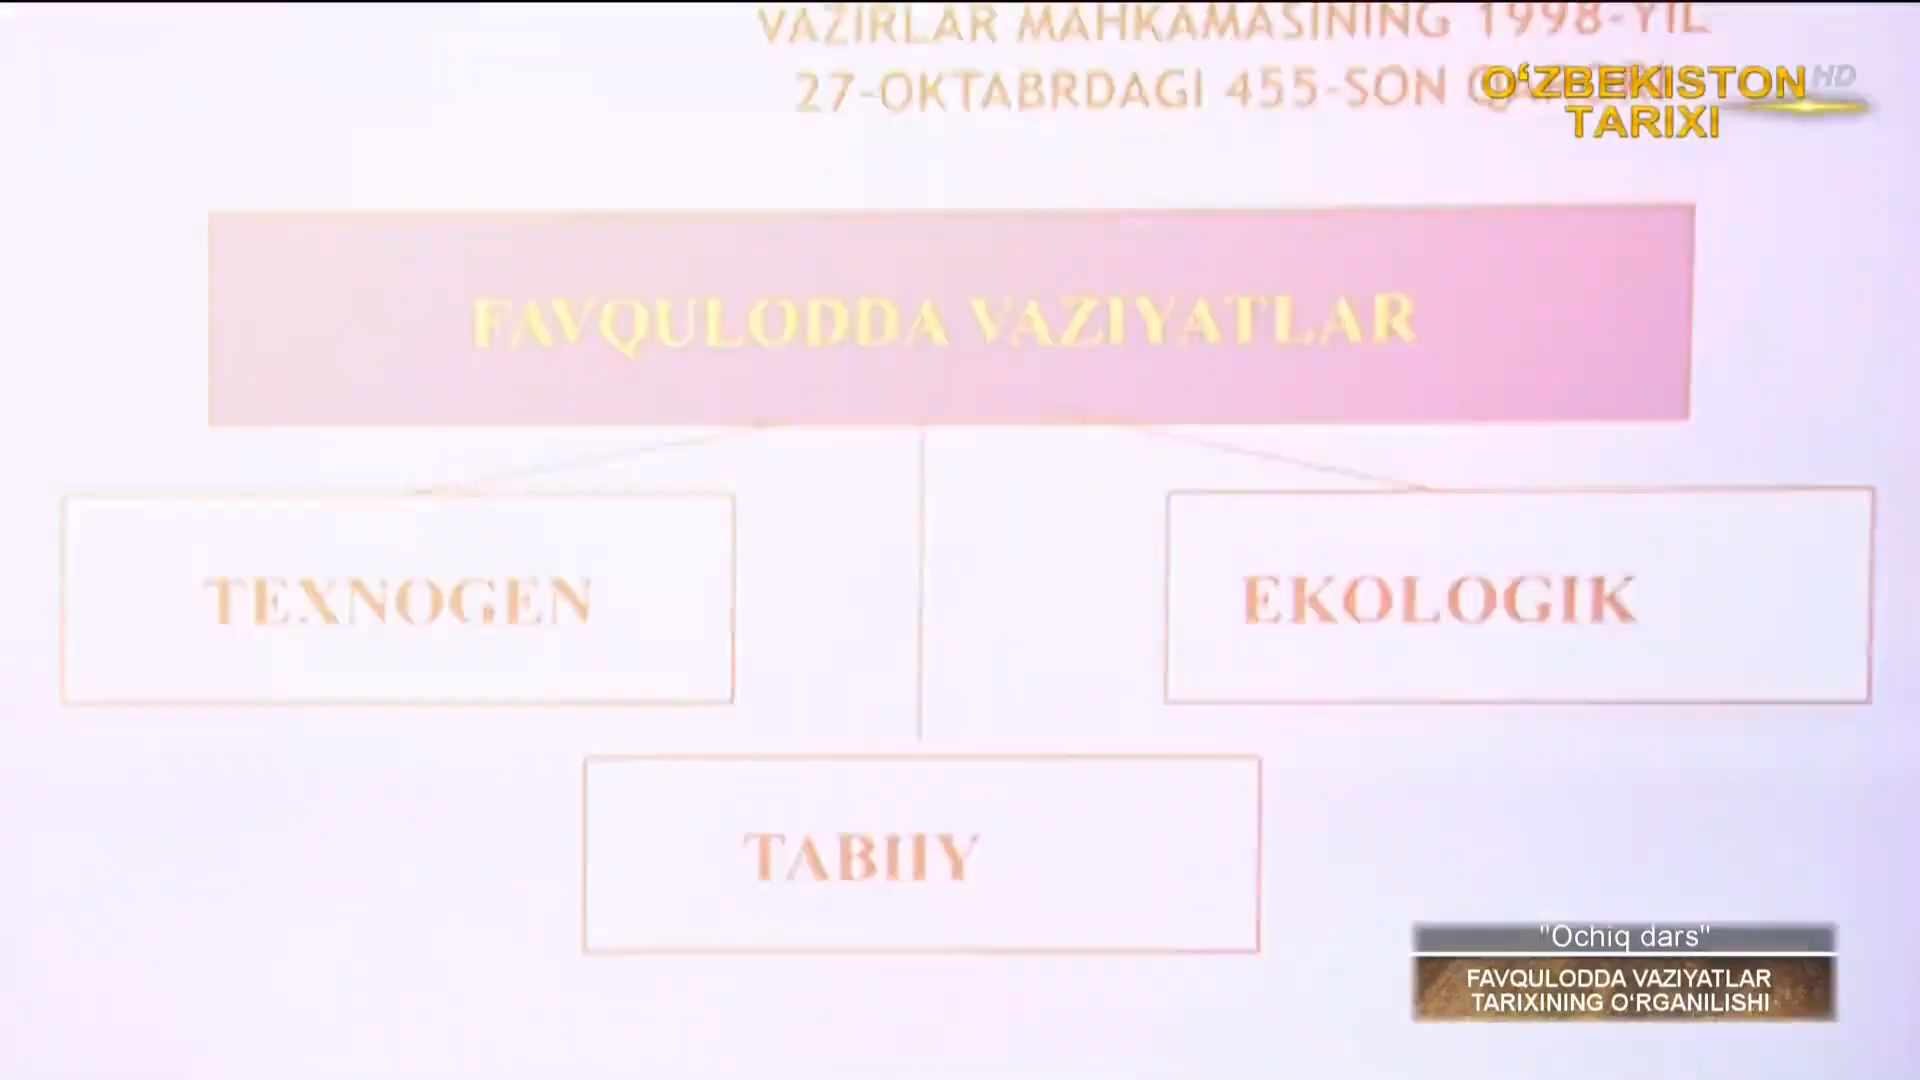 VAZIRLAR MAHKAMASINING 1998-YIL
27-OKTABRDAGI 455-SON
O‘ZBEKISTON HD
TARIXI
FAVQULODDA VAZIYATLAR
TEXNOGEN
EKOLOGIK
TABIIY
"Ochiq dars"
FAVQULODDA VAZIYATLAR
TARIXINING O‘RGANILISHI